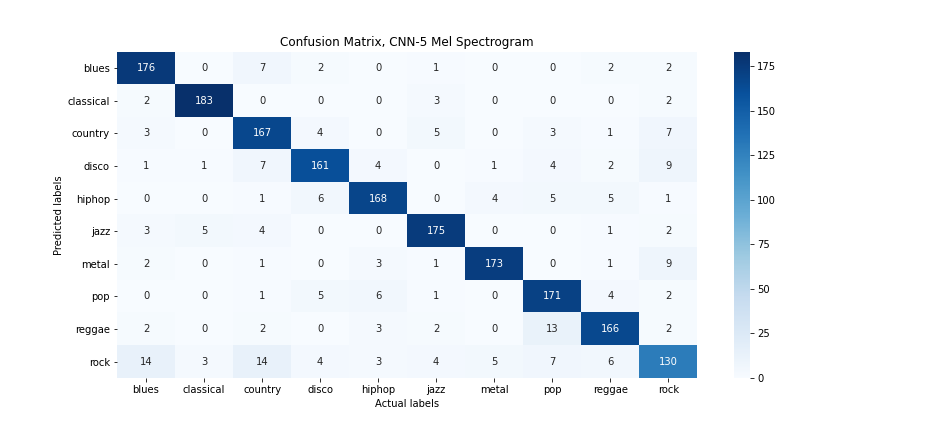 Confusion Matrix, CNN-5 Mel Spectrogram
Predicted labels
blues 176 0 7 2 0 1 0 0 2 2
classical 2 183 0 0 0 3 0 0 0 2
country 3 0 167 4 0 5 0 3 1 7
disco 1 1 7 161 4 0 1 4 2 9
hiphop 0 0 1 6 168 0 4 5 5 1
jazz 3 5 4 0 0 175 0 0 1 2
metal 2 0 1 0 3 1 173 0 1 9
pop 0 0 1 5 6 1 0 171 4 2
reggae 2 0 2 0 3 2 0 13 166 2
rock 14 3 14 4 3 4 5 7 6 130
blues classical country disco hiphop jazz metal pop reggae rock
Actual labels
175
150
125
100
75
50
25
0